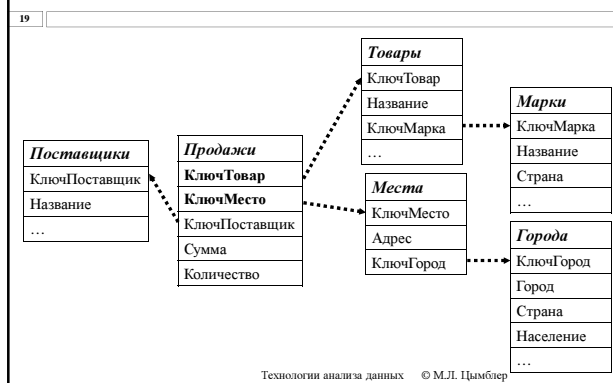 19
Товары
КлючТовар
Название
КлючМарка
…
Марки
КлючМарка
Название
Страна
…
Поставщики
КлючПоставщик
Название
…
Продажи
КлючТовар
КлючМесто
КлючПоставщик
Сумма
Количество
Места
КлючМесто
Адрес
КлючГород
Города
КлючГород
Город
Страна
Население
…
Технологии анализа данных © М.Л. Цымблер